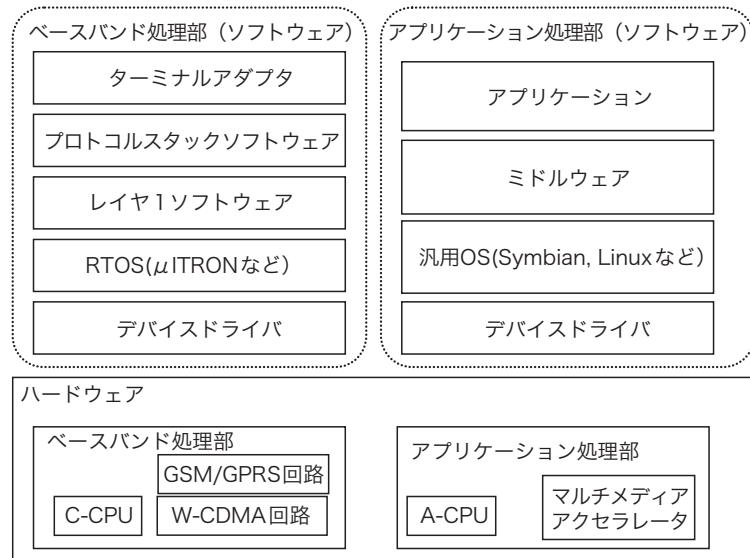 ベースバンド処理部（ソフトウェア）
ターミナルアダプタ
プロトコルスタックソフトウェア
レイヤ1ソフトウェア
RTOS(μITRONなど）
デバイスドライバ
アプリケーション処理部（ソフトウェア）
アプリケーション
ミドルウェア
汎用OS(Symbian, Linuxなど）
デバイスドライバ
ハードウェア
ベースバンド処理部
GSM/GPRS回路
C-CPU
W-CDMA回路
アプリケーション処理部
A-CPU
マルチメディア
アクセラレータ